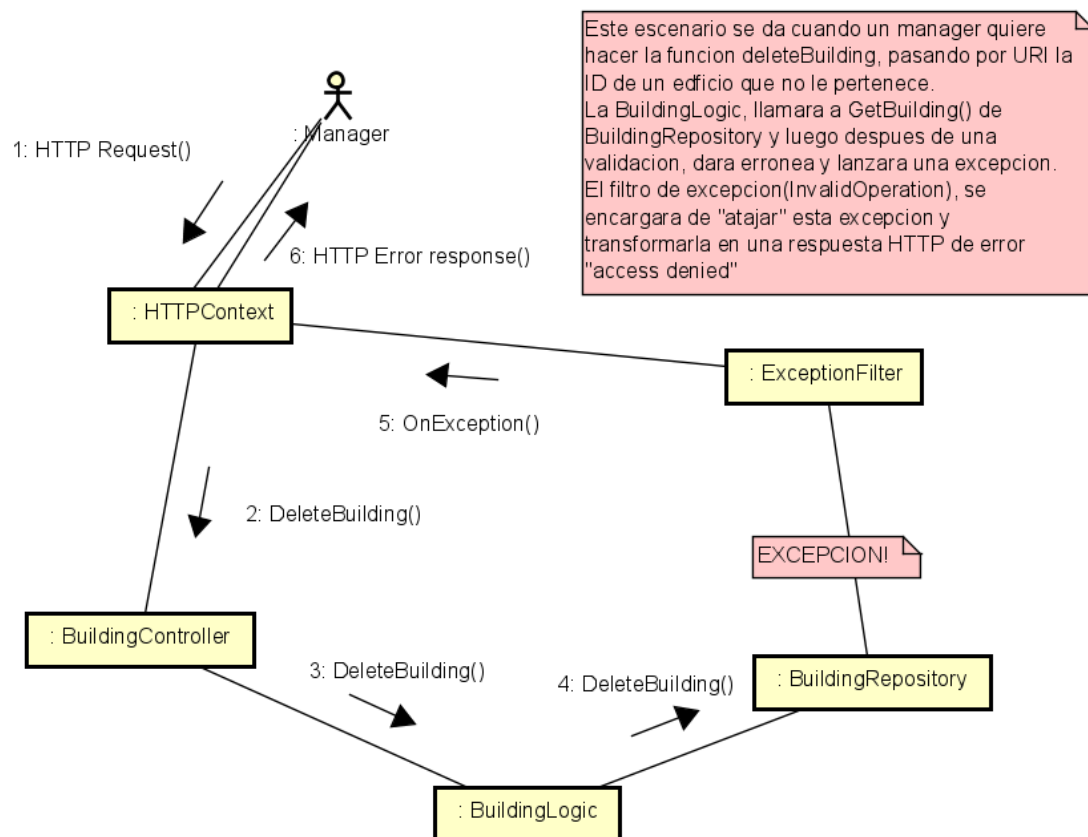 Este escenario se da cuando un manager quiere
hacer la funcion deleteBuilding, pasando por URI la
ID de un edficio que no le pertenece.
La BuildingLogic, llamara a GetBuilding() de
BuildingRepository y luego despues de una
validacion, dara erronea y lanzara una excepcion.
El filtro de excepcion(InvalidOperation), se
encargara de "atajar" esta excepcion y
transformarla en una respuesta HTTP de error
"access denied"
: Manager
1: HTTP Request()
6: HTTP Error response()
: HTTPContext
: ExceptionFilter
5: OnException()
2: DeleteBuilding()
EXCEPCION!
: BuildingController
3: DeleteBuilding()
4: DeleteBuilding()
: BuildingRepository
: BuildingLogic